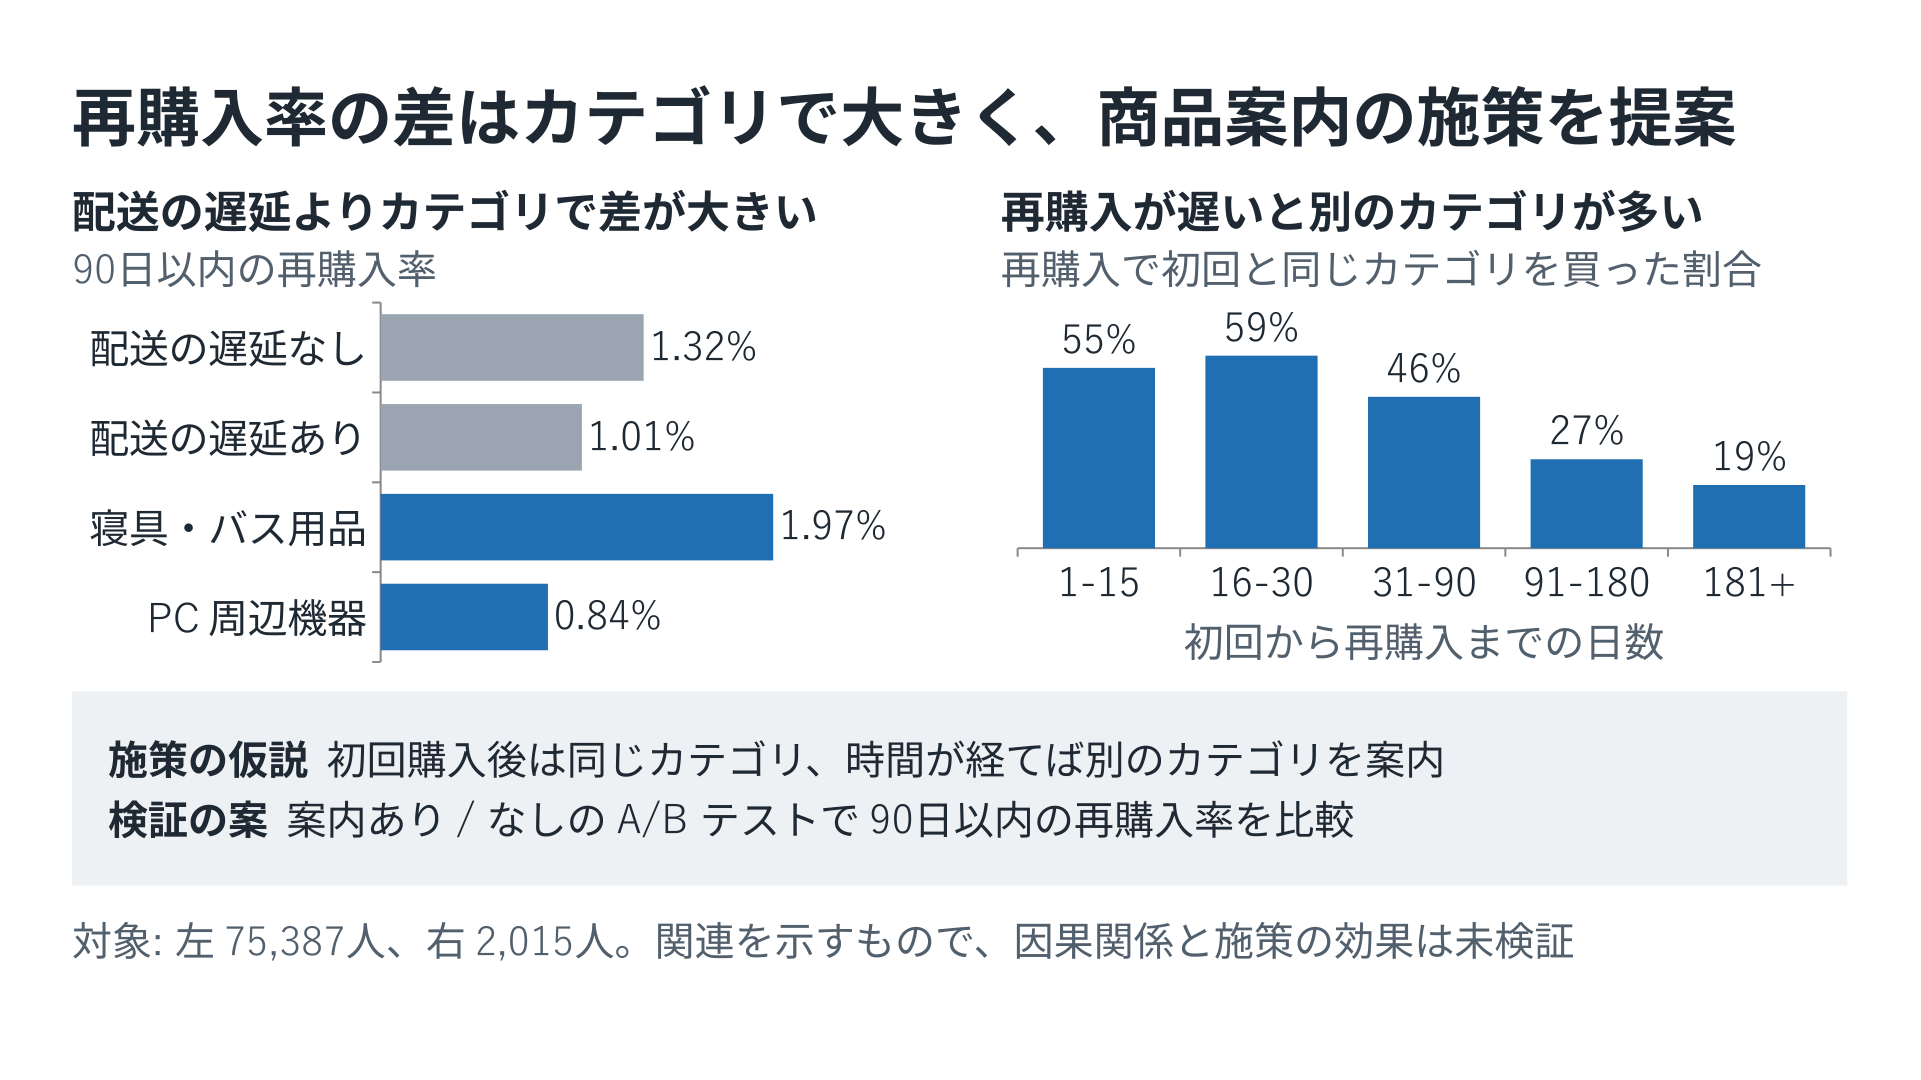 再購入率の差はカテゴリで大きく、商品案内の施策を提案
配送の遅延よりカテゴリで差が大きい
90日以内の再購入率
配送の遅延なし 1.32%
配送の遅延あり 1.01%
寝具・バス用品 1.97%
PC 周辺機器 0.84%
再購入が遅いと別のカテゴリが多い
再購入で初回と同じカテゴリを買った割合
55% 59% 46% 27% 19%
1-15 16-30 31-90 91-180 181+
初回から再購入までの日数
施策の仮説 初回購入後は同じカテゴリ、時間が経てば別のカテゴリを案内
検証の案 案内あり / なしの A/B テストで 90日以内の再購入率を比較
対象: 左 75,387人、右 2,015人。関連を示すもので、因果関係と施策の効果は未検証